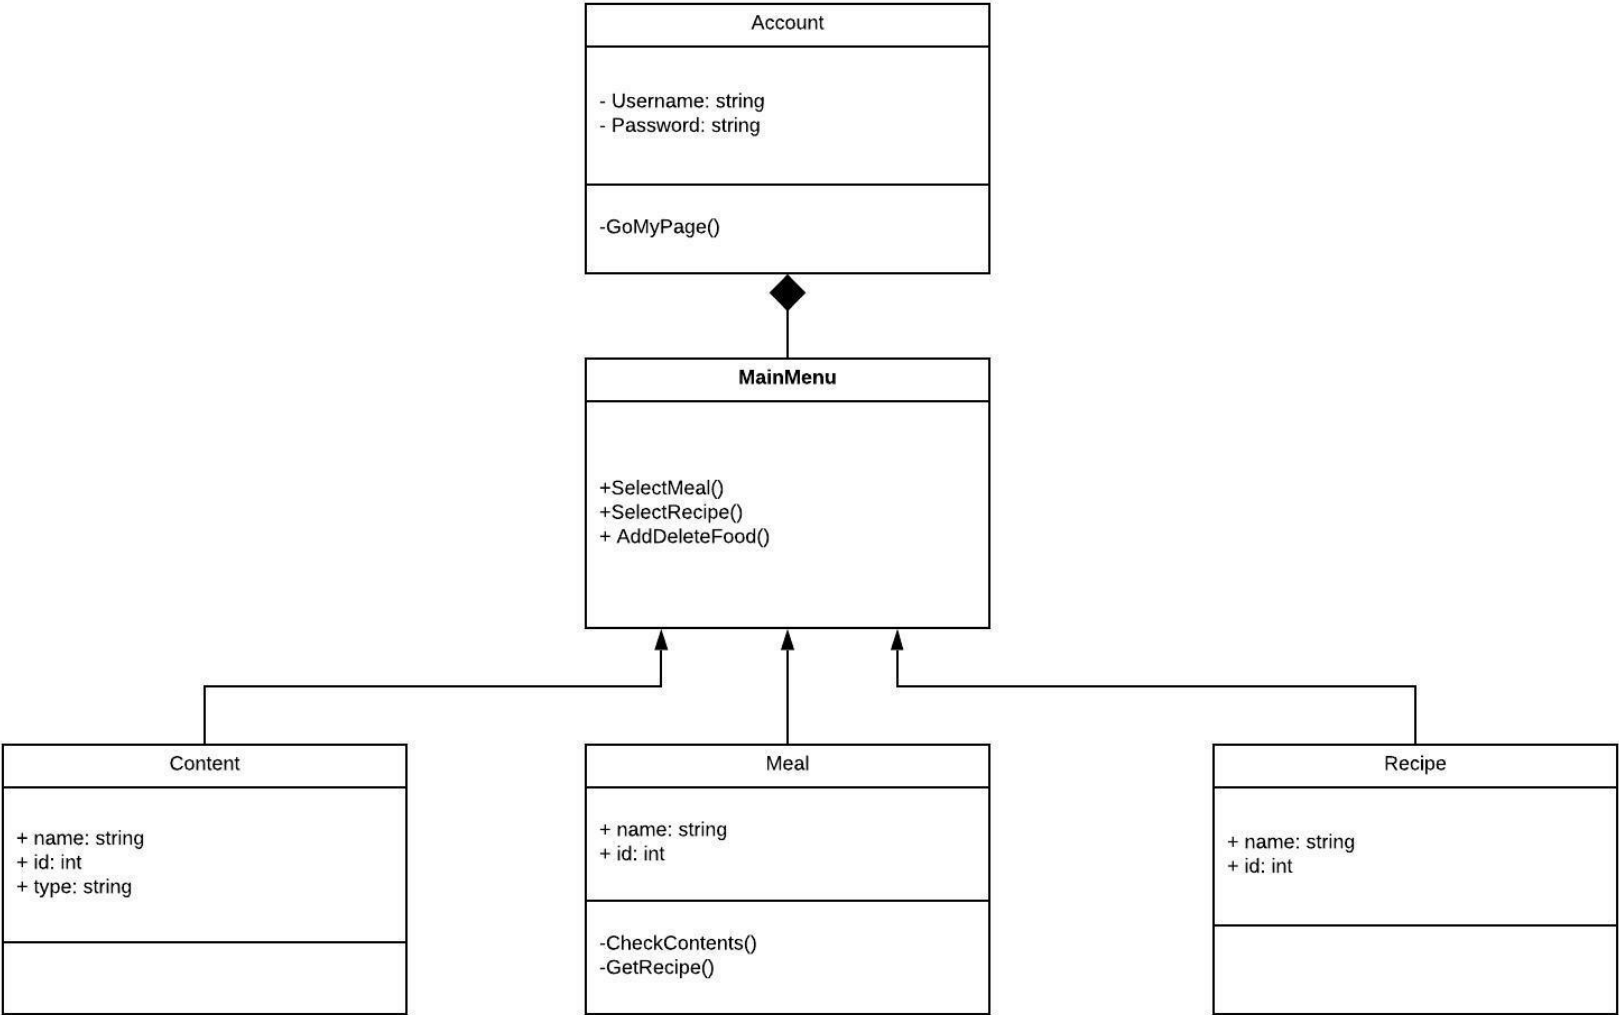 Account
- Username: string
- Password: string
-GoMyPage()
MainMenu
+SelectMeal()
+SelectRecipe()
+ AddDeleteFood()
Content
+ name: string
+ id: int
+ type: string
Meal
+ name: string
+ id: int
-CheckContents()
-GetRecipe()
Recipe
+ name: string
+ id: int